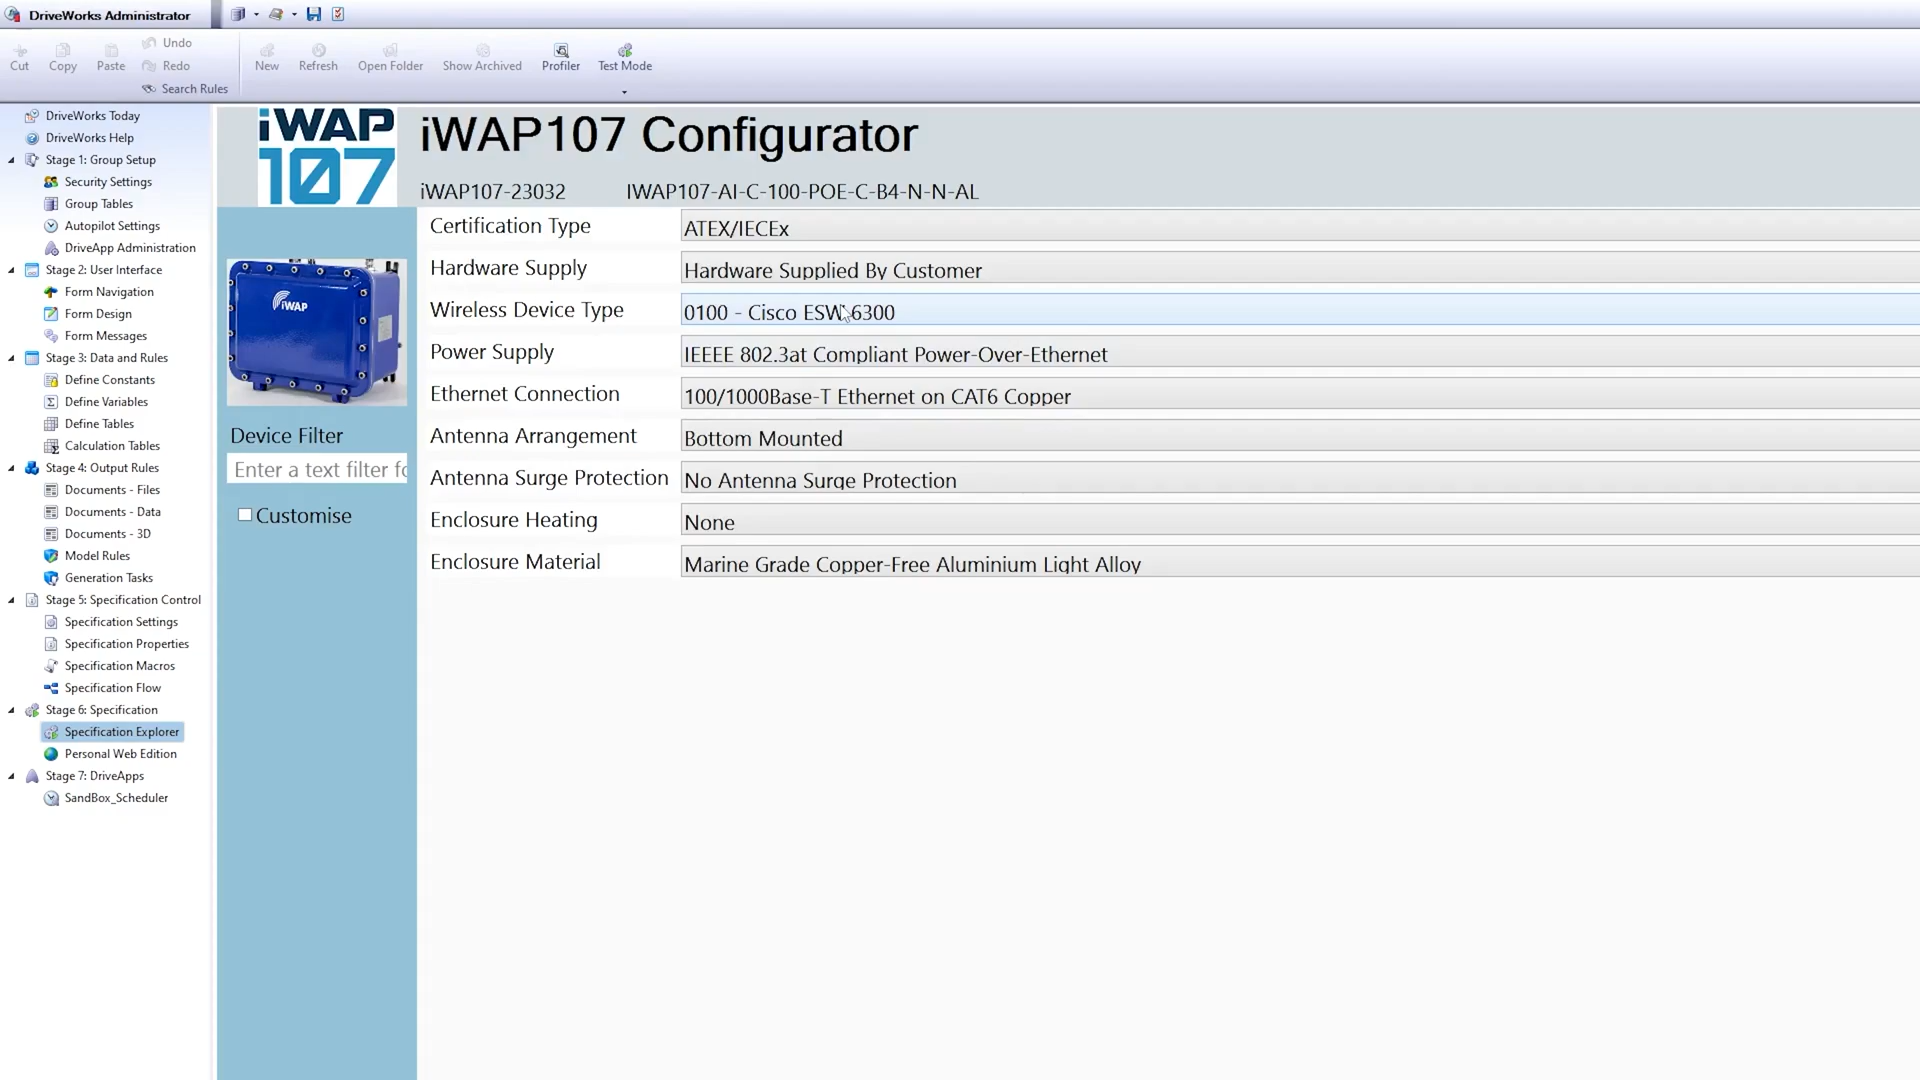 DriveWorks Administrator
Cut
Copy
Paste
Undo
Redo
Search Rules
New
Refresh
Open Folder
Show Archived
Profiler
Test Mode
DriveWorks Today
DriveWorks Help
Stage 1: Group Setup
Security Settings
Group Tables
Autopilot Settings
DriveApp Administration
Stage 2: User Interface
Form Navigation
Form Design
Form Messages
Stage 3: Data and Rules
Define Constants
Define Variables
Define Tables
Calculation Tables
Stage 4: Output Rules
Documents - Files
Documents - Data
Documents - 3D
Model Rules
Generation Tasks
Stage 5: Specification Control
Specification Settings
Specification Properties
Specification Macros
Specification Flow
Stage 6: Specification
Specification Explorer
Personal Web Edition
Stage 7: DriveApps
SandBox_Scheduler
iWAP
107
iWAP107 Configurator
iWAP107-23032 IWAP107-AI-C-100-POE-C-B4-N-N-AL
iWAP
Device Filter
Enter a text filter fo
Customise
Certification Type ATEX/IECEx
Hardware Supply Hardware Supplied By Customer
Wireless Device Type 0100 - Cisco ESW-6300
Power Supply IEEEE 802.3at Compliant Power-Over-Ethernet
Ethernet Connection 100/1000Base-T Ethernet on CAT6 Copper
Antenna Arrangement Bottom Mounted
Antenna Surge Protection No Antenna Surge Protection
Enclosure Heating None
Enclosure Material Marine Grade Copper-Free Aluminium Light Alloy